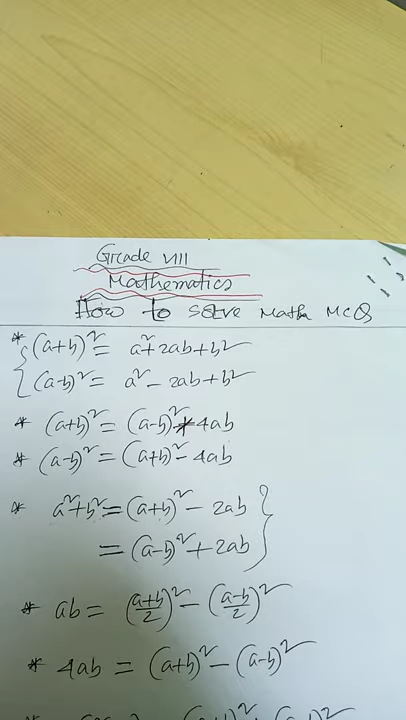 Grade VIII
Mathematics
How to solve Math MCQ
* (a+b)² = a²+2ab+b²
(a-b)² = a² - 2ab+b²
* (a+b)² = (a-b)²+4ab
* (a-b)² = (a+b)²-4ab
* a²+b² = (a+b)² - 2ab
= (a-b)²+2ab
* ab = (a+b/2)² - (a-b/2)²
* 4ab = (a+b)² - (a-b)²